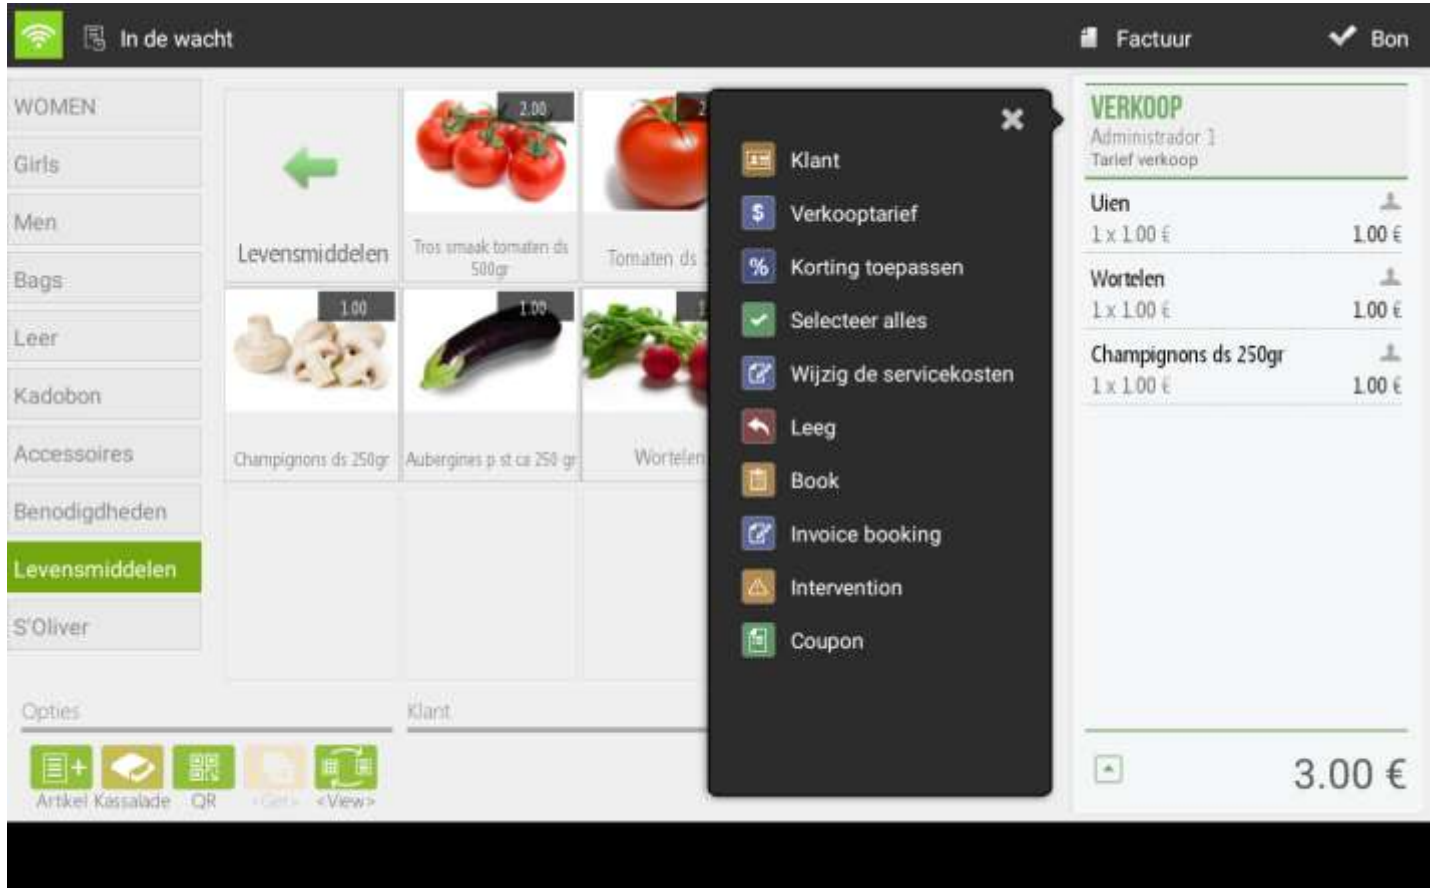 In de wacht
Factuur
Bon
WOMEN
Girls
Men
Bags
Leer
Kadobon
Accessoires
Benodigdheden
Levensmiddelen
S'Oliver
Levensmiddelen
2.00
Tros smaak tomaten ds
500gr
2
Tomaten ds
1.00
Champignons ds 250gr
1.00
Aubergines p st ca 250 gr
1
Wortelen
Klant
$ Verkooptarief
% Korting toepassen
Selecteer alles
Wijzig de servicekosten
Leeg
Book
Invoice booking
Intervention
Coupon
VERKOOP
Administrador 1
Tarief verkoop
Uien
1 x 1.00 € 1.00 €
Wortelen
1 x 1.00 € 1.00 €
Champignons ds 250gr
1 x 1.00 € 1.00 €
3.00 €
Opties
Klant
Artikel
Kassalade
QR
<Get>
<View>